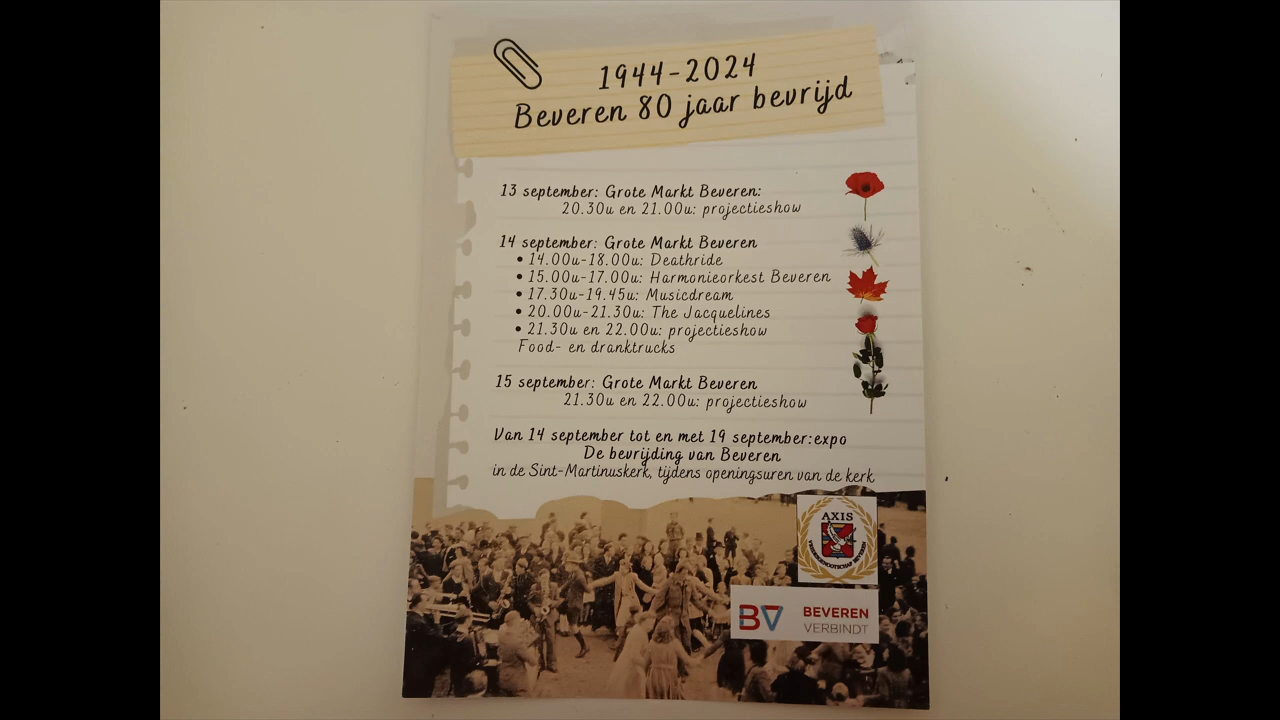 1944-2024
Beveren 80 jaar bevrijd
13 september: Grote Markt Beveren:
20.30u en 21.00u: projectieshow
14 september: Grote Markt Beveren
• 14.00u-18.00u: Deathride
• 15.00u-17.00u: Harmonieorkest Beveren
• 17.30u-19.45u: Musicdream
• 20.00u-21.30u: The Jacquelines
• 21.30u en 22.00u: projectieshow
Food- en dranktrucks
15 september: Grote Markt Beveren
21.30u en 22.00u: projectieshow
Van 14 september tot en met 19 september:expo
De bevrijding van Beveren
in de Sint-Martinuskerk, tijdens openingsuren van de kerk
AXIS
VREDESGENOOTSCHAP BEVEREN
BV BEVEREN
VERBINDT